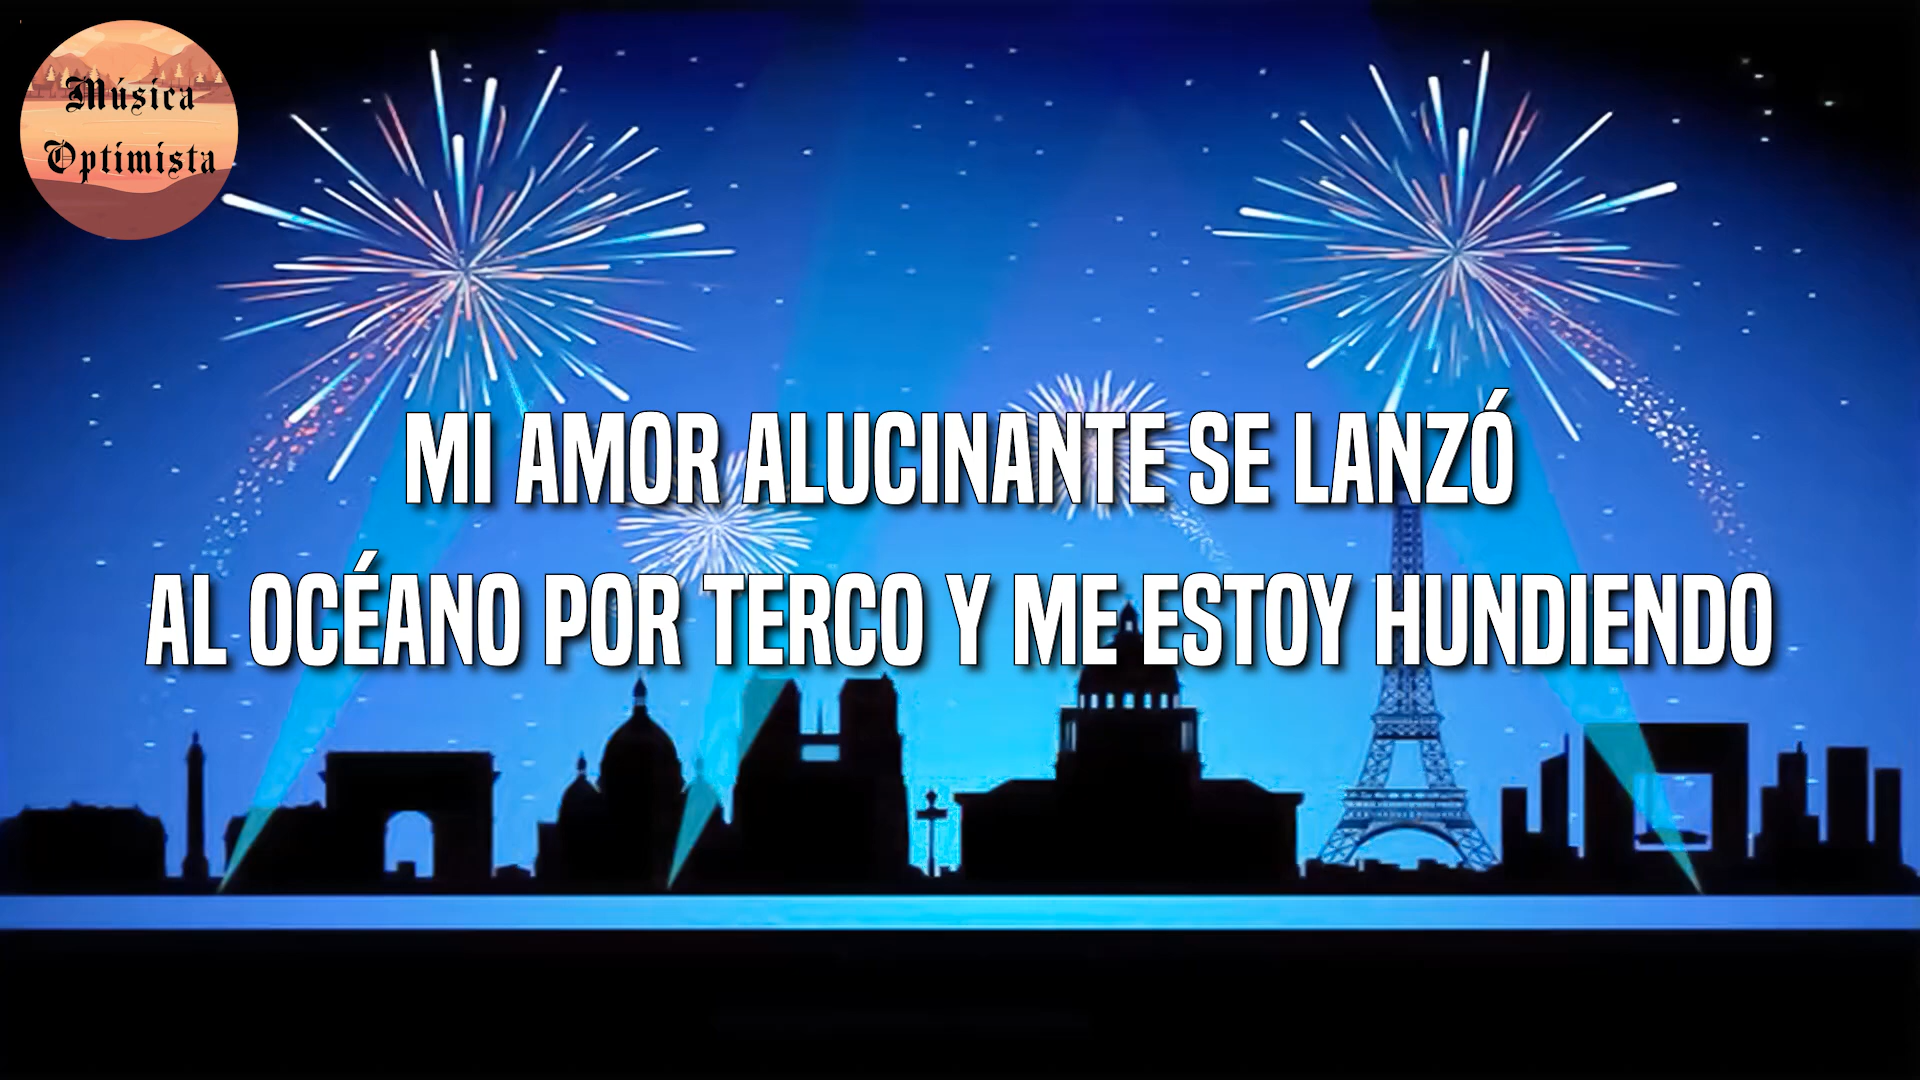 Música
Optimista
MI AMOR ALUCINANTE SE LANZÓ
AL OCÉANO POR TERCO Y ME ESTOY HUNDIENDO